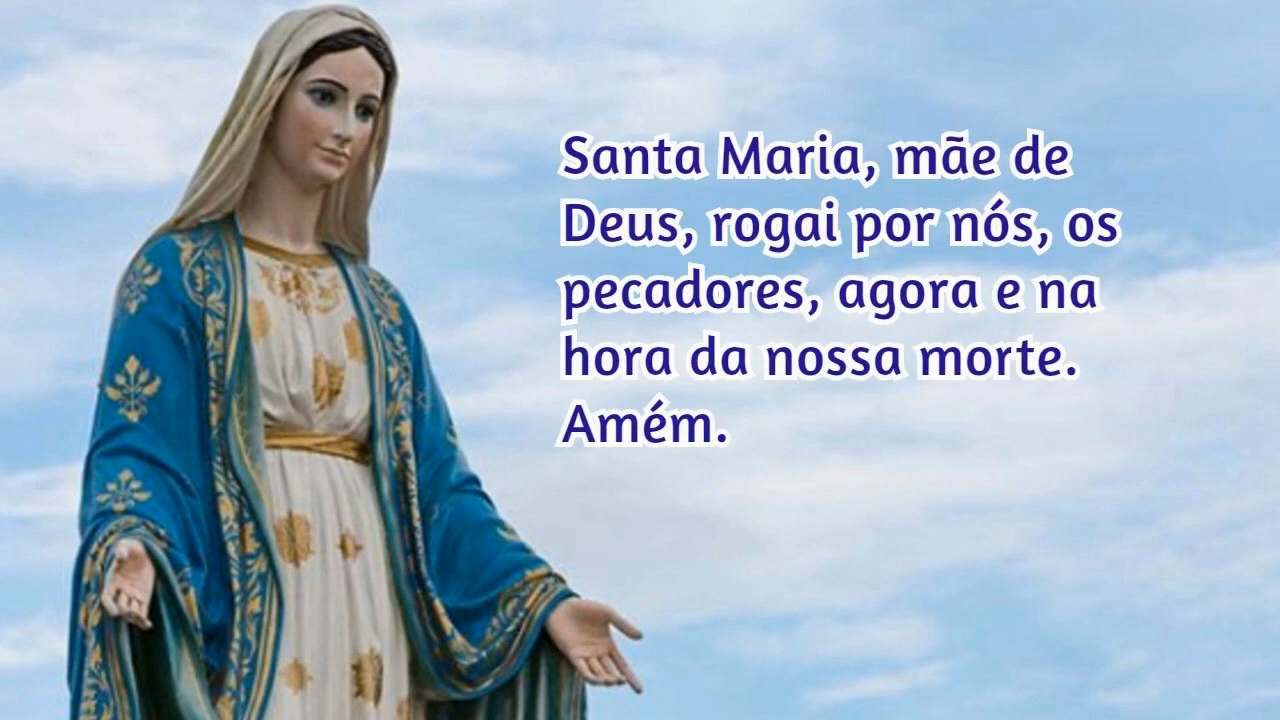 Santa Maria, mãe de
Deus, rogai por nós, os
pecadores, agora e na
hora da nossa morte.
Amém.